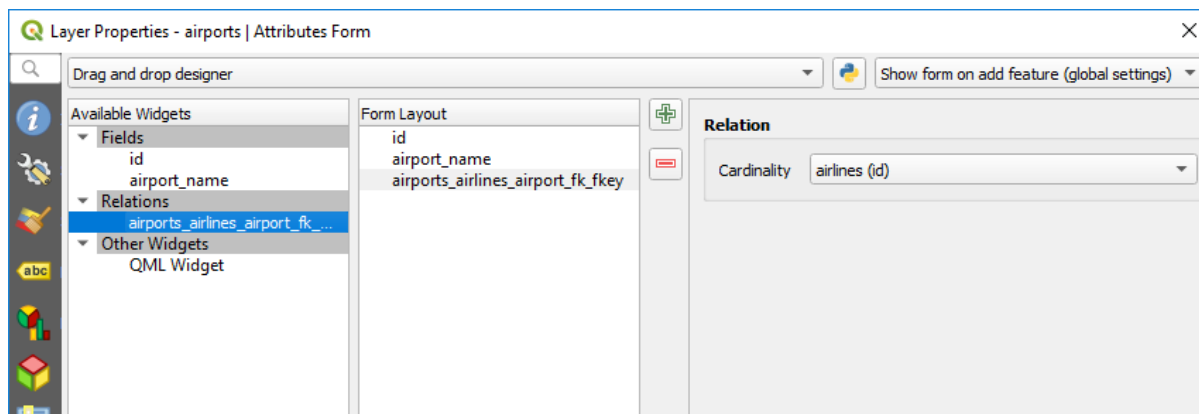 Layer Properties - airports | Attributes Form
Drag and drop designer
Show form on add feature (global settings)
Available Widgets
Fields
id
airport_name
Relations
airports_airlines_airport_fk_...
Other Widgets
QML Widget
Form Layout
id
airport_name
airports_airlines_airport_fk_fkey
Relation
Cardinality airlines (id)
abc